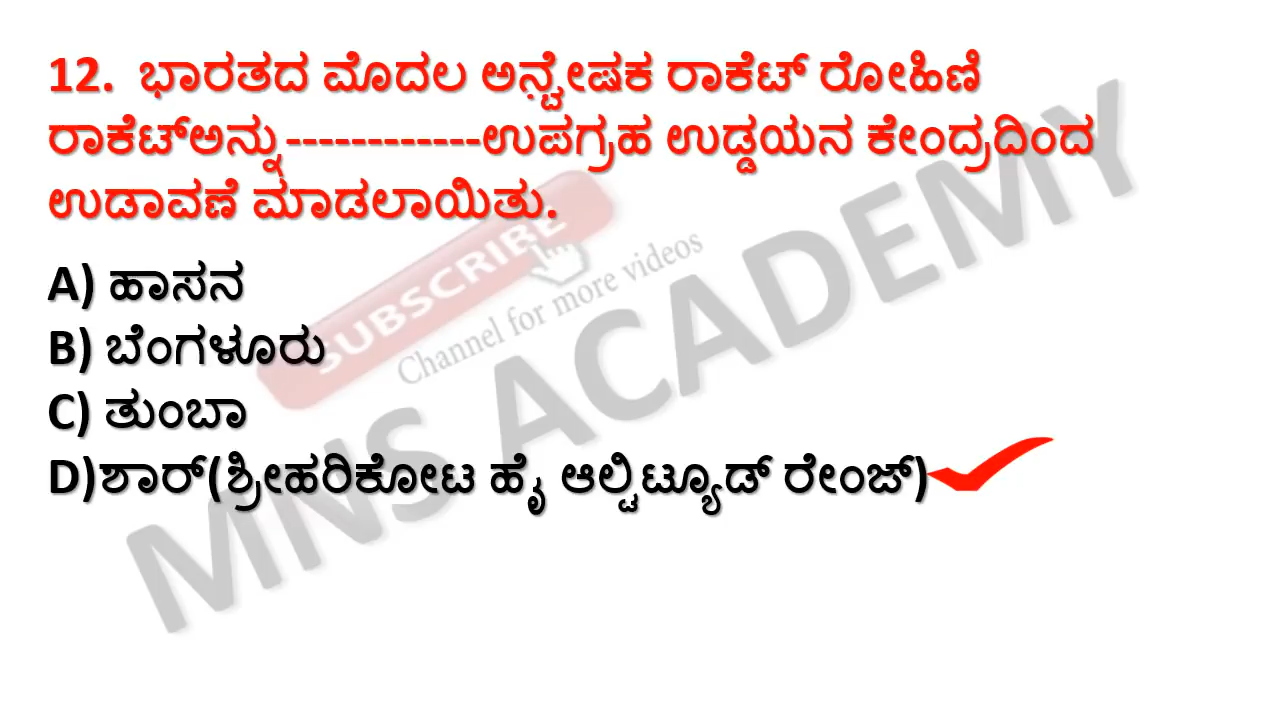 12. ಭಾರತದ ಮೊದಲ ಅನ್ವೇಷಕ ರಾಕೆಟ್ ರೋಹಿಣಿ
ರಾಕೆಟ್‌ಅನ್ನು------------ಉಪಗ್ರಹ ಉಡ್ಡಯನ ಕೇಂದ್ರದಿಂದ
ಉಡಾವಣೆ ಮಾಡಲಾಯಿತು.
A) ಹಾಸನ
B) ಬೆಂಗಳೂರು
C) ತುಂಬಾ
D)ಶಾರ್(ಶ್ರೀಹರಿಕೋಟ ಹೈ ಆಲ್ಟಿಟ್ಯೂಡ್ ರೇಂಜ್)
SUBSCRIBE
Channel for more videos
MNS ACADEMY